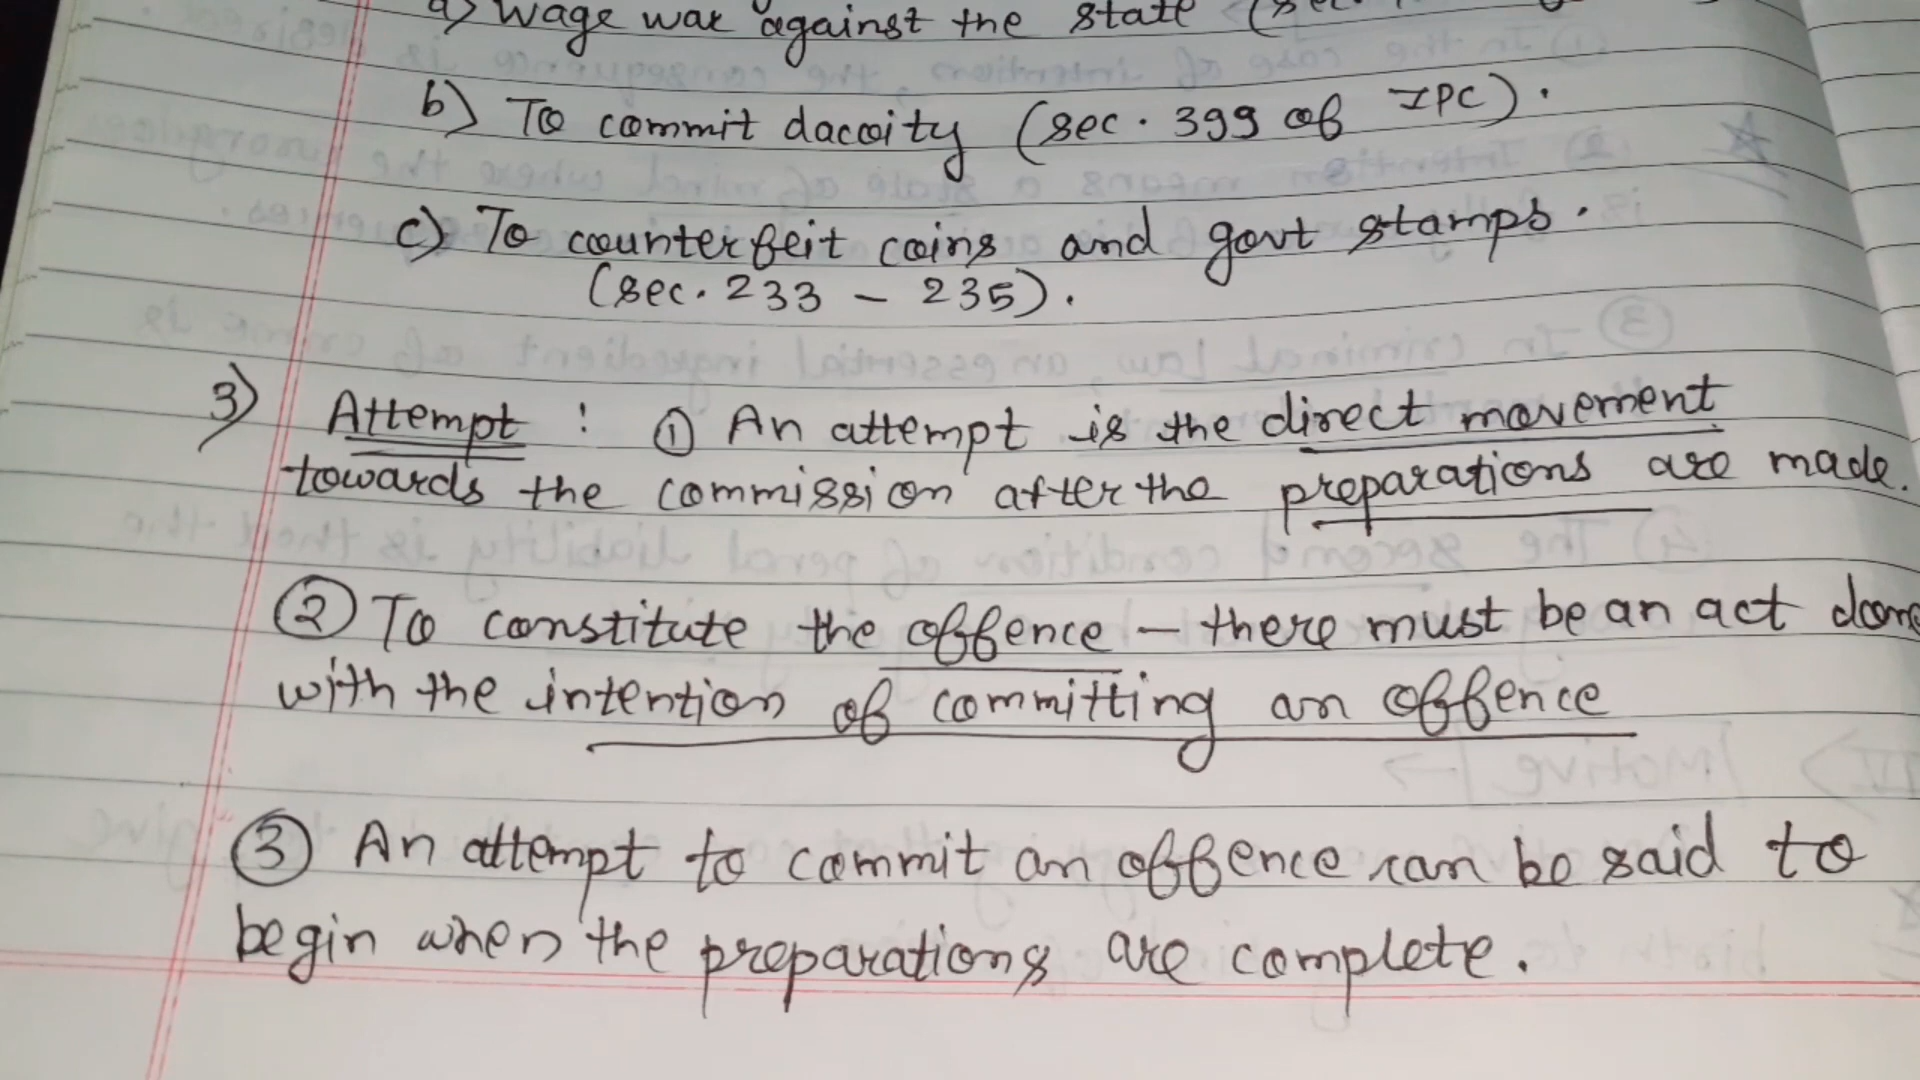 a) Wage war against the state (sec.
b) To commit dacoity (sec. 399 of IPC).
c) To counterfeit coins and govt stamps.
(sec. 233 - 235).
3) Attempt : ① An attempt is the direct movement
towards the commission after the preparations are made.
② To constitute the offence – there must be an act done
with the intention of committing an offence
③ An attempt to commit an offence can be said to
begin when the preparations are complete.